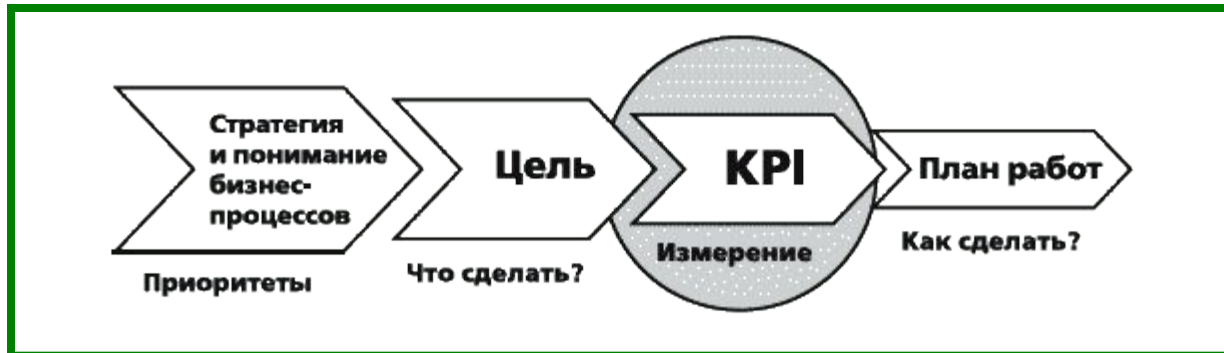 Стратегия
и понимание
бизнес-
процессов
Приоритеты
Цель
Что сделать?
KPI
Измерение
План работ
Как сделать?